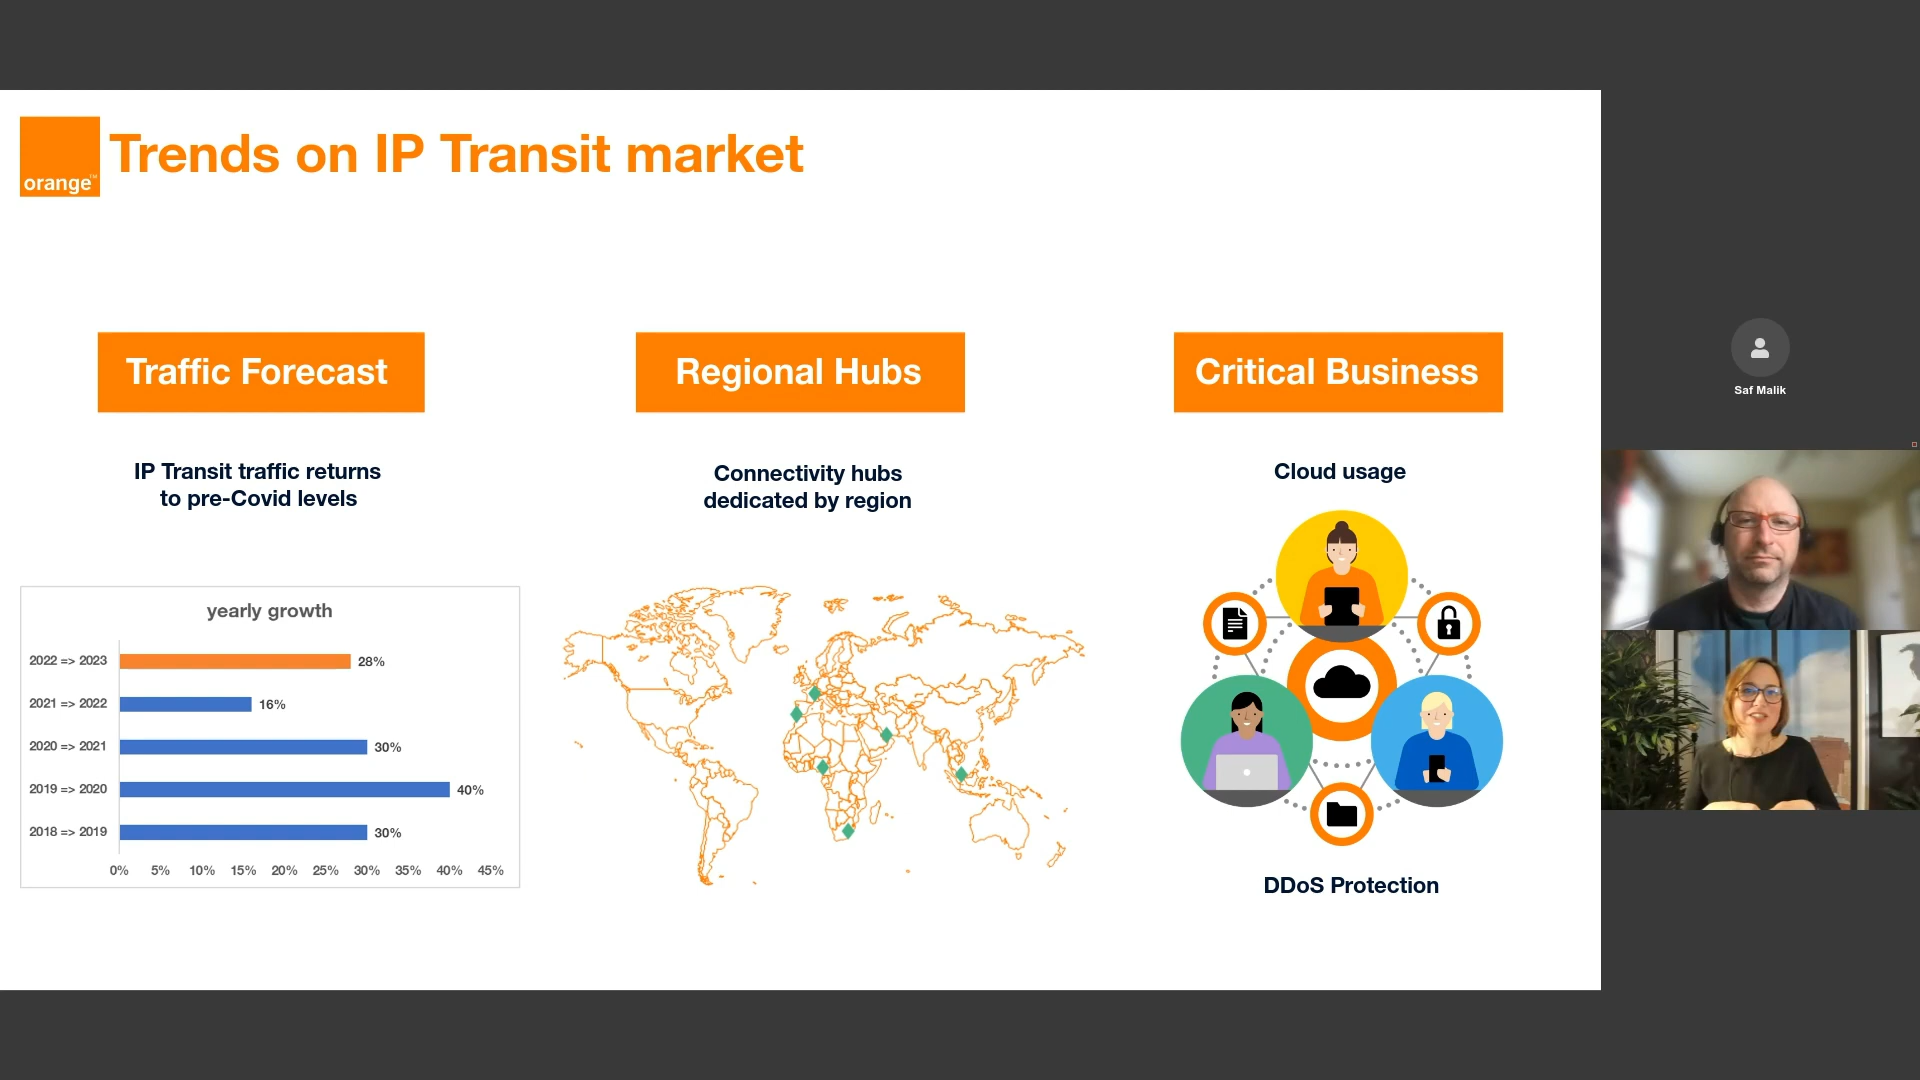 orange™
Trends on IP Transit market
Traffic Forecast
Regional Hubs
Critical Business
IP Transit traffic returns
to pre-Covid levels
Connectivity hubs
dedicated by region
Cloud usage
yearly growth
2022 => 2023 28%
2021 => 2022 16%
2020 => 2021 30%
2019 => 2020 40%
2018 => 2019 30%
0% 5% 10% 15% 20% 25% 30% 35% 40% 45%
DDoS Protection
Saf Malik